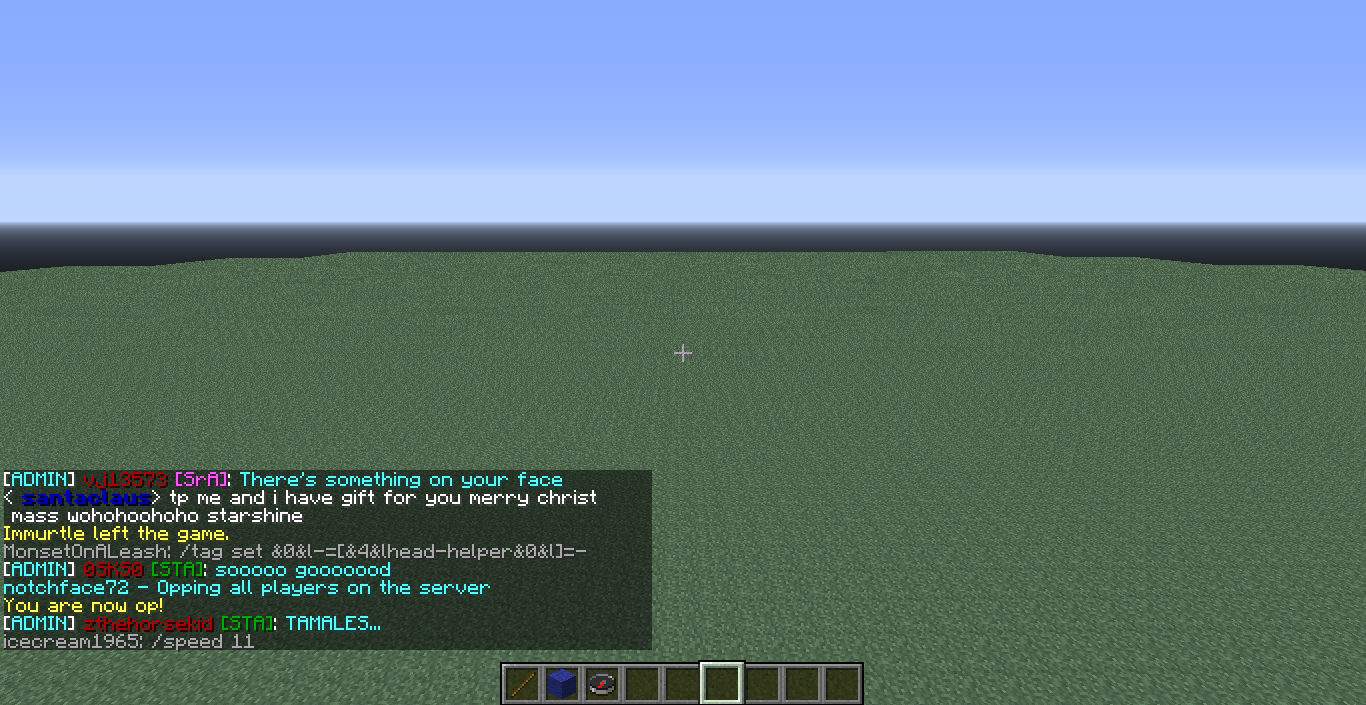 [ADMIN] vj13573 [SrA]: There's something on your face
< santaclaus> tp me and i have gift for you merry christ
mass wohohoohoho starshine
Immurtle left the game.
MonsetOnALeash: /tag set &0&l-=[&4&lhead-helper&0&l]=-
[ADMIN] 05K50 [STA]: sooooo gooooood
notchface72 - Opping all players on the server
You are now op!
[ADMIN] zthehorsekid [STA]: TAMALES...
icecream1965: /speed 11